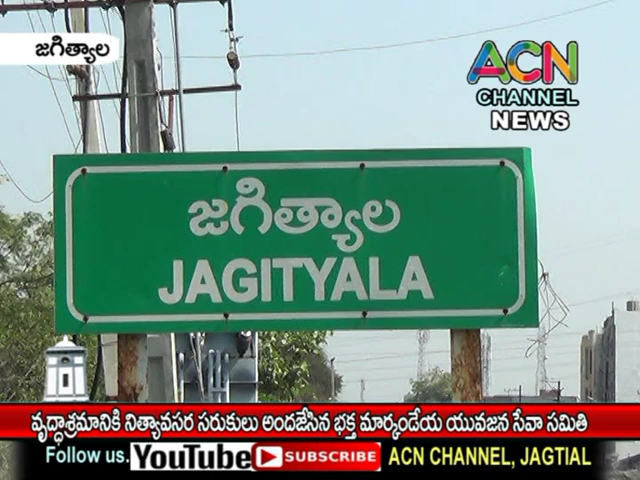 జగిత్యాల
ACN
CHANNEL
NEWS
జగిత్యాల
JAGITYALA
వృద్ధాశ్రమానికి నిత్యావసర సరుకులు అందజేసిన భక్త మార్కండేయ యువజన సేవా సమితి
Follow us. YouTube SUBSCRIBE ACN CHANNEL, JAGTIAL